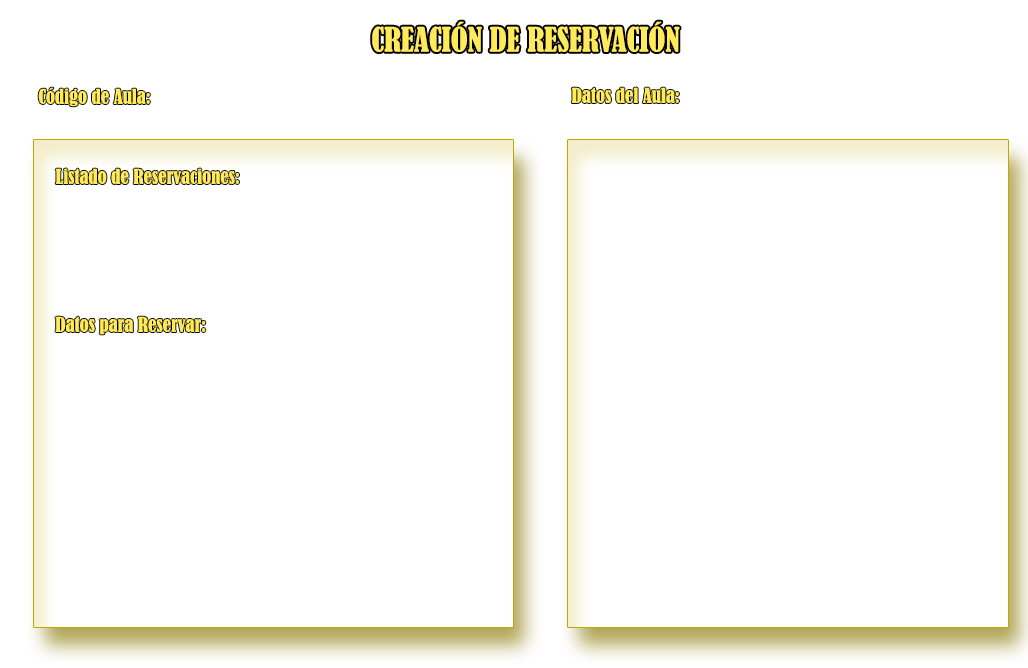 CREACIÓN DE RESERVACIÓN
Código de Aula:
Datos del Aula:
Listado de Reservaciones:
Datos para Reservar: